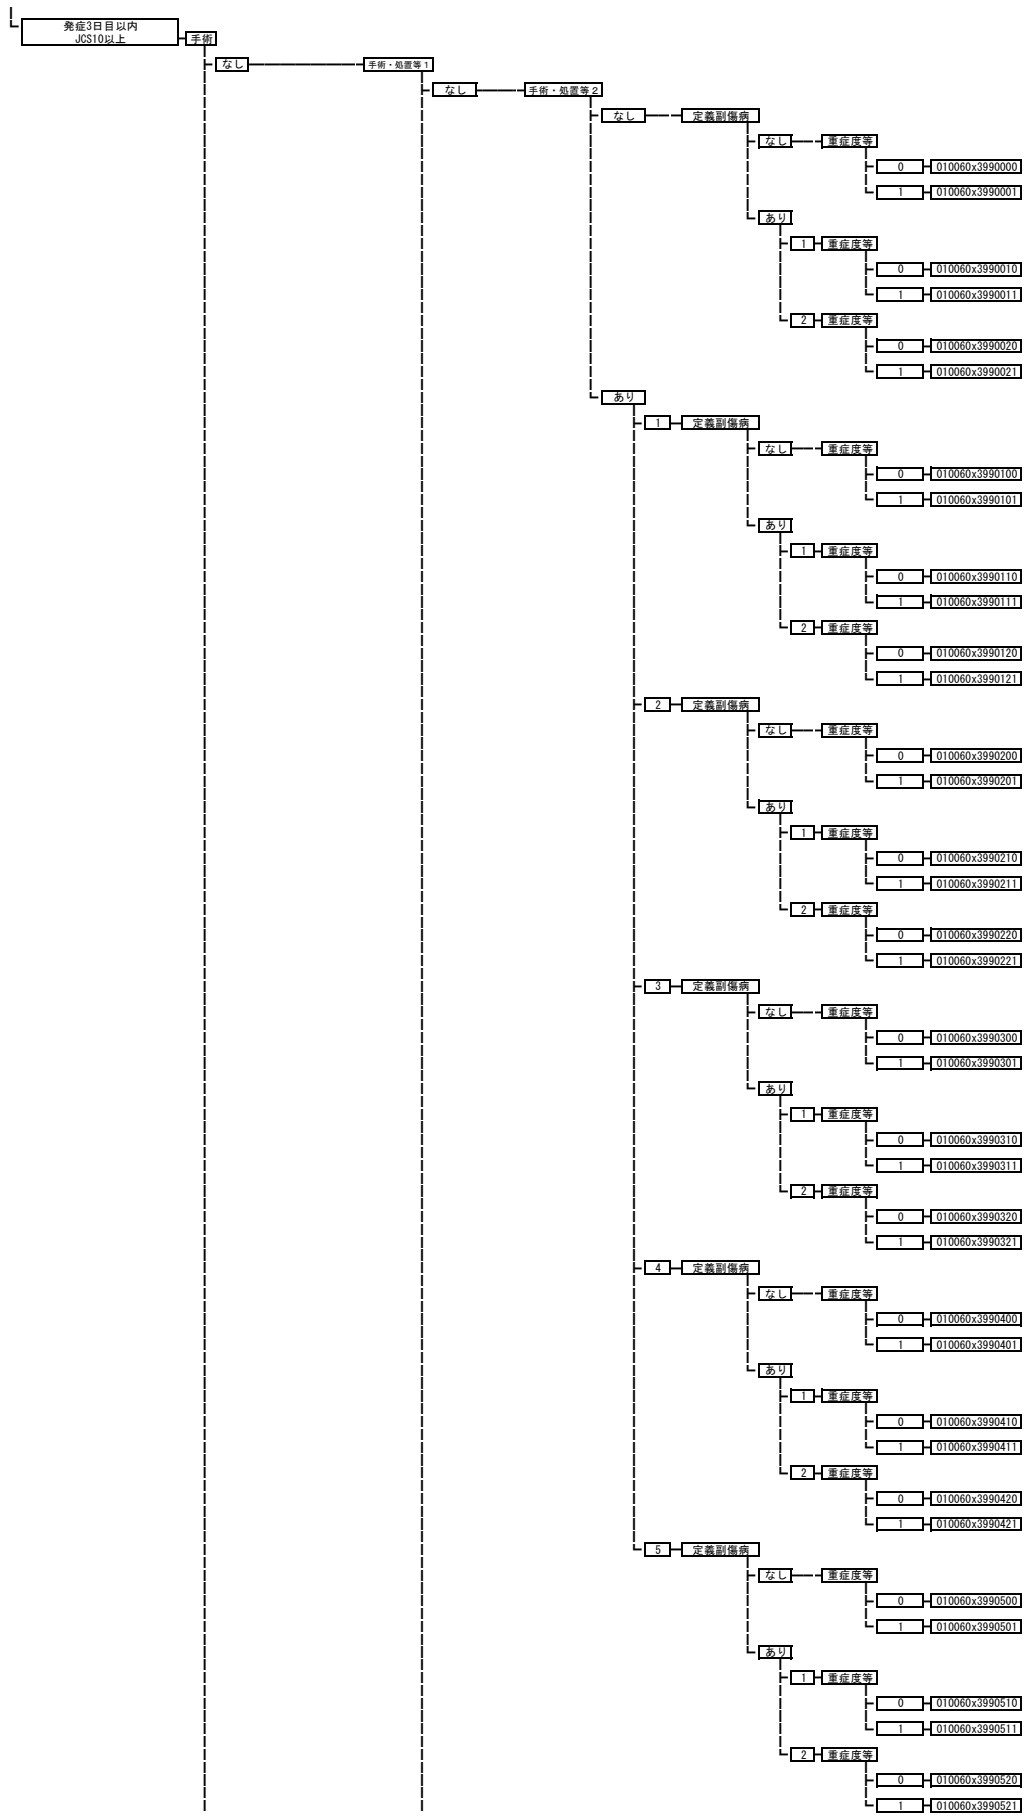 発症3日目以内
JCS10以上
手術
なし
手術・処置等１
なし
手術・処置等２
なし
定義副傷病
なし
重症度等
0
010060x3990000
1
010060x3990001
あり
1
重症度等
0
010060x3990010
1
010060x3990011
2
重症度等
0
010060x3990020
1
010060x3990021
あり
1
定義副傷病
なし
重症度等
0
010060x3990100
1
010060x3990101
あり
1
重症度等
0
010060x3990110
1
010060x3990111
2
重症度等
0
010060x3990120
1
010060x3990121
2
定義副傷病
なし
重症度等
0
010060x3990200
1
010060x3990201
あり
1
重症度等
0
010060x3990210
1
010060x3990211
2
重症度等
0
010060x3990220
1
010060x3990221
3
定義副傷病
なし
重症度等
0
010060x3990300
1
010060x3990301
あり
1
重症度等
0
010060x3990310
1
010060x3990311
2
重症度等
0
010060x3990320
1
010060x3990321
4
定義副傷病
なし
重症度等
0
010060x3990400
1
010060x3990401
あり
1
重症度等
0
010060x3990410
1
010060x3990411
2
重症度等
0
010060x3990420
1
010060x3990421
5
定義副傷病
なし
重症度等
0
010060x3990500
1
010060x3990501
あり
1
重症度等
0
010060x3990510
1
010060x3990511
2
重症度等
0
010060x3990520
1
010060x3990521